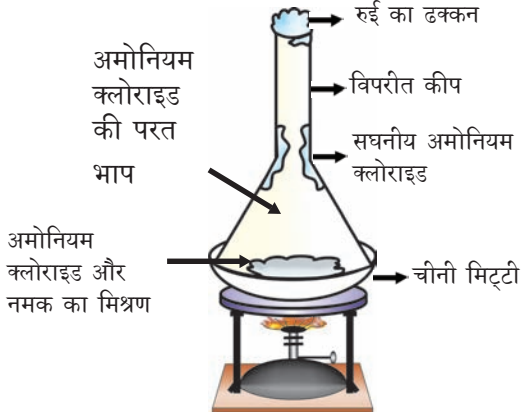 रुई का ढक्कन
अमोनियम
क्लोराइड
की परत
भाप
विपरीत कीप
सघनीय अमोनियम
क्लोराइड
अमोनियम
क्लोराइड और
नमक का मिश्रण
चीनी मिट्टी